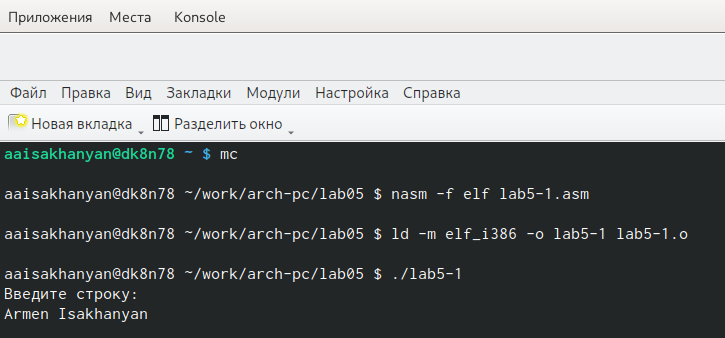 Приложения Места Konsole
Файл Правка Вид Закладки Модули Настройка Справка
Новая вкладка Разделить окно
aaisakhanyan@dk8n78 ~ $ mc
aaisakhanyan@dk8n78 ~/work/arch-pc/lab05 $ nasm -f elf lab5-1.asm
aaisakhanyan@dk8n78 ~/work/arch-pc/lab05 $ ld -m elf_i386 -o lab5-1 lab5-1.o
aaisakhanyan@dk8n78 ~/work/arch-pc/lab05 $ ./lab5-1
Введите строку:
Armen Isakhanyan